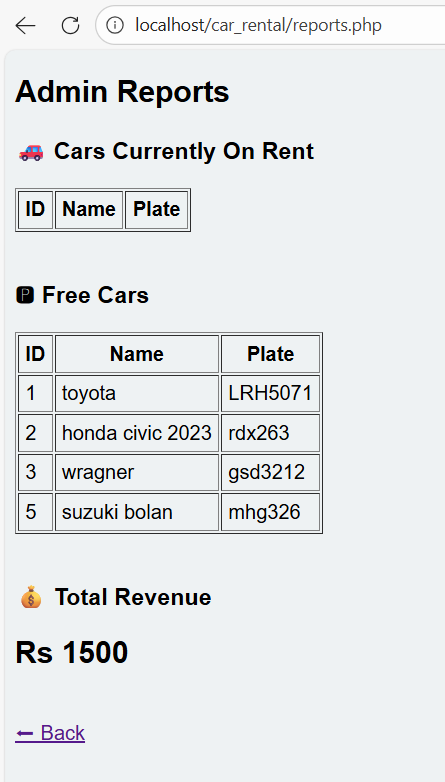 localhost/car_rental/reports.php
Admin Reports
🚗 Cars Currently On Rent
ID Name Plate
🅿 Free Cars
ID Name Plate
1 toyota LRH5071
2 honda civic 2023 rdx263
3 wragner gsd3212
5 suzuki bolan mhg326
💰 Total Revenue
Rs 1500
⬅ Back